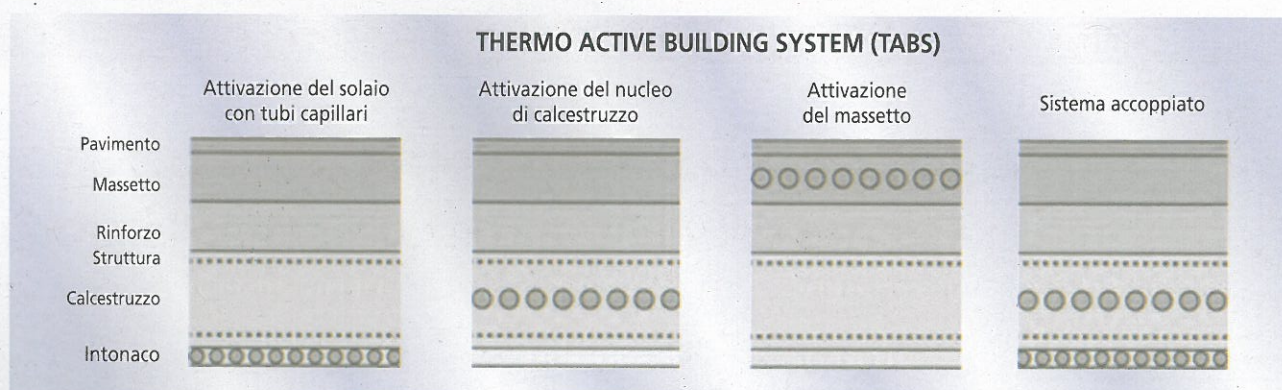 THERMO ACTIVE BUILDING SYSTEM (TABS)
Attivazione del solaio
con tubi capillari
Attivazione del nucleo
di calcestruzzo
Attivazione
del massetto
Sistema accoppiato
Pavimento
Massetto
Rinforzo
Struttura
Calcestruzzo
Intonaco